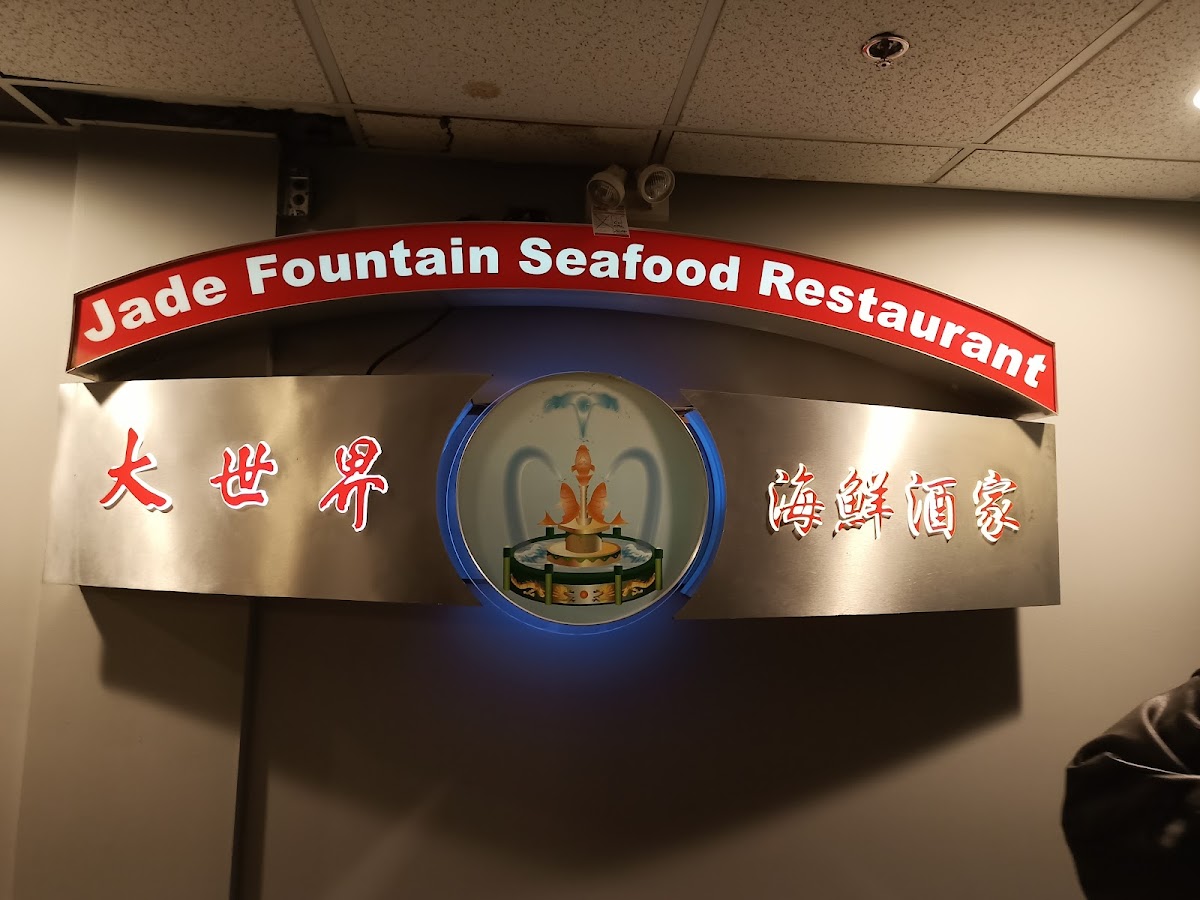 Jade Fountain Seafood Restaurant
大世界 海鮮酒家